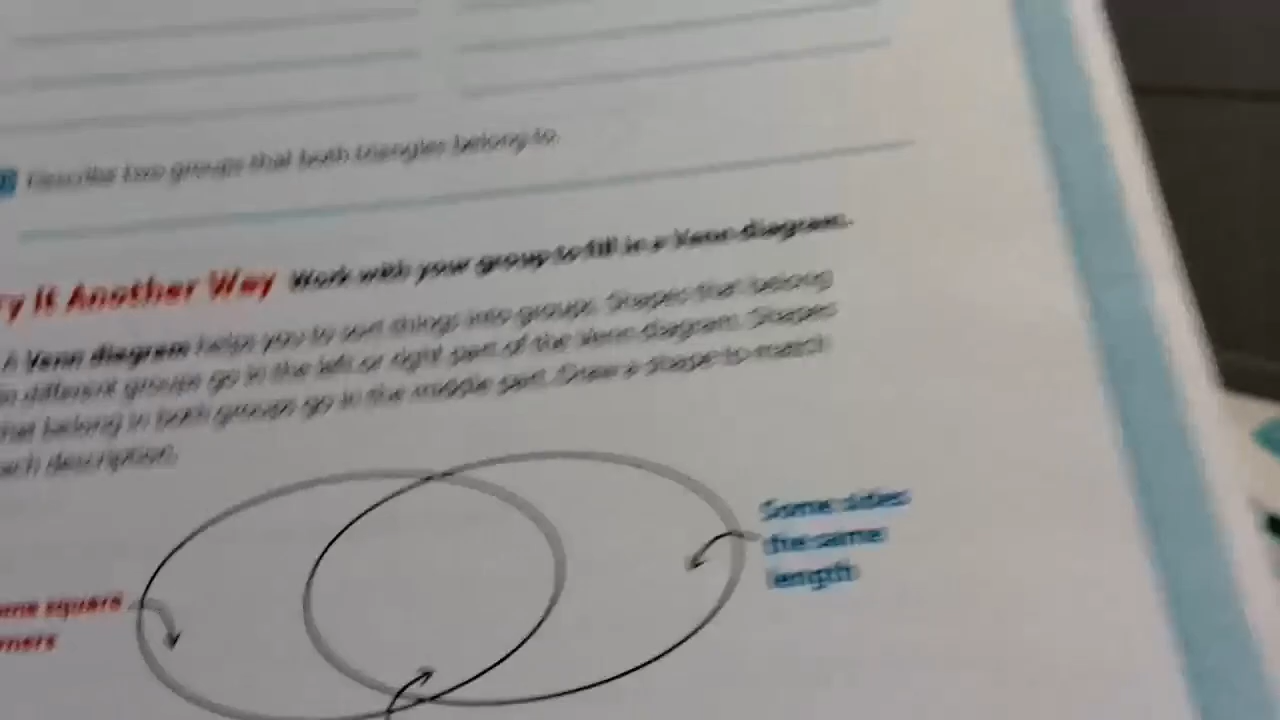 Describe two groups that both triangles belong to.
It Another Way Work with your group to fill in a Venn diagram.
A Venn diagram helps you to sort things into groups. Shapes that belong
in different groups go in the left or right part of the Venn diagram. Shapes
that belong in both groups go in the middle part. Draw a shape to match
description.
square
Some sides
the same
length